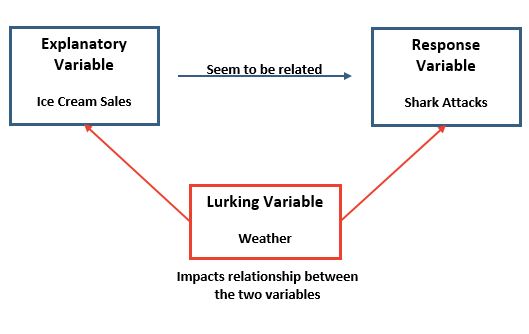 Explanatory
Variable
Ice Cream Sales
Seem to be related
Response
Variable
Shark Attacks
Lurking Variable
Weather
Impacts relationship between
the two variables